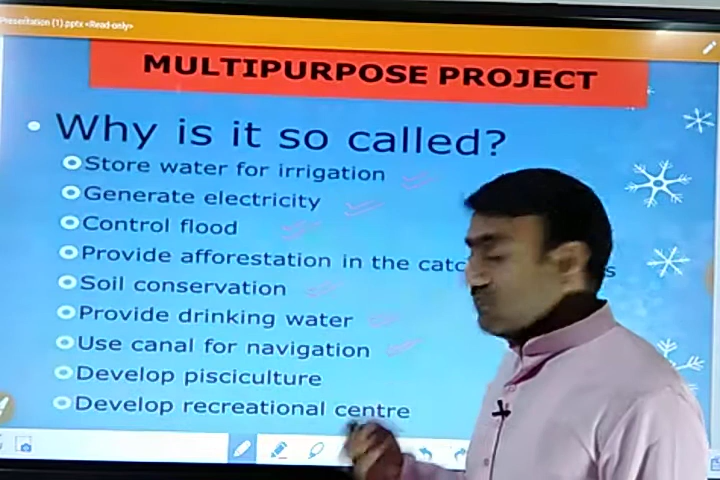 Presentation (1).pptx <Read-only>
MULTIPURPOSE PROJECT
Why is it so called?
Store water for irrigation
Generate electricity
Control flood
Provide afforestation in the
Soil conservation
Provide drinking water
Use canal for navigation
Develop pisciculture
Develop recreational centre